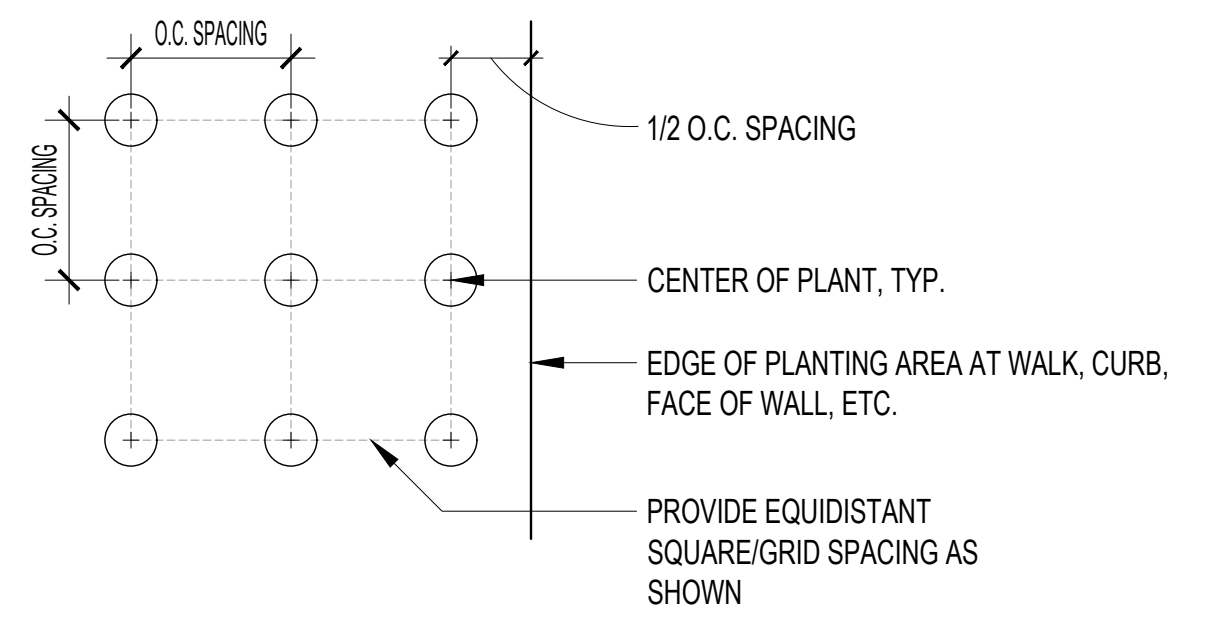 O.C. SPACING
O.C. SPACING
1/2 O.C. SPACING
CENTER OF PLANT, TYP.
EDGE OF PLANTING AREA AT WALK, CURB,
FACE OF WALL, ETC.
PROVIDE EQUIDISTANT
SQUARE/GRID SPACING AS
SHOWN